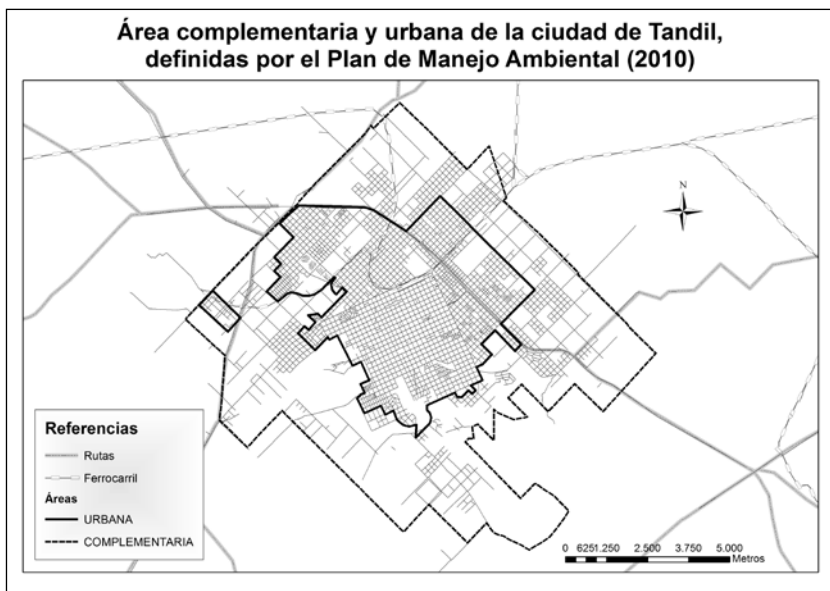 Área complementaria y urbana de la ciudad de Tandil,
definidas por el Plan de Manejo Ambiental (2010)
N
Referencias
Rutas
Ferrocarril
Áreas
URBANA
COMPLEMENTARIA
0 6251.250 2.500 3.750 5.000
Metros